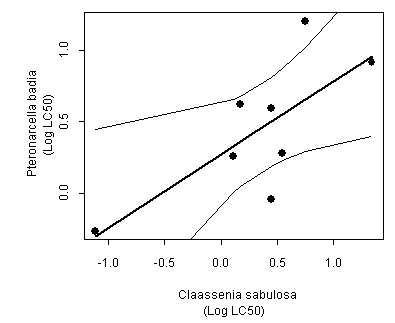 Pteronarcella badia
(Log LC50)
1.0
0.5
0.0
-1.0 -0.5 0.0 0.5 1.0
Claassenia sabulosa
(Log LC50)